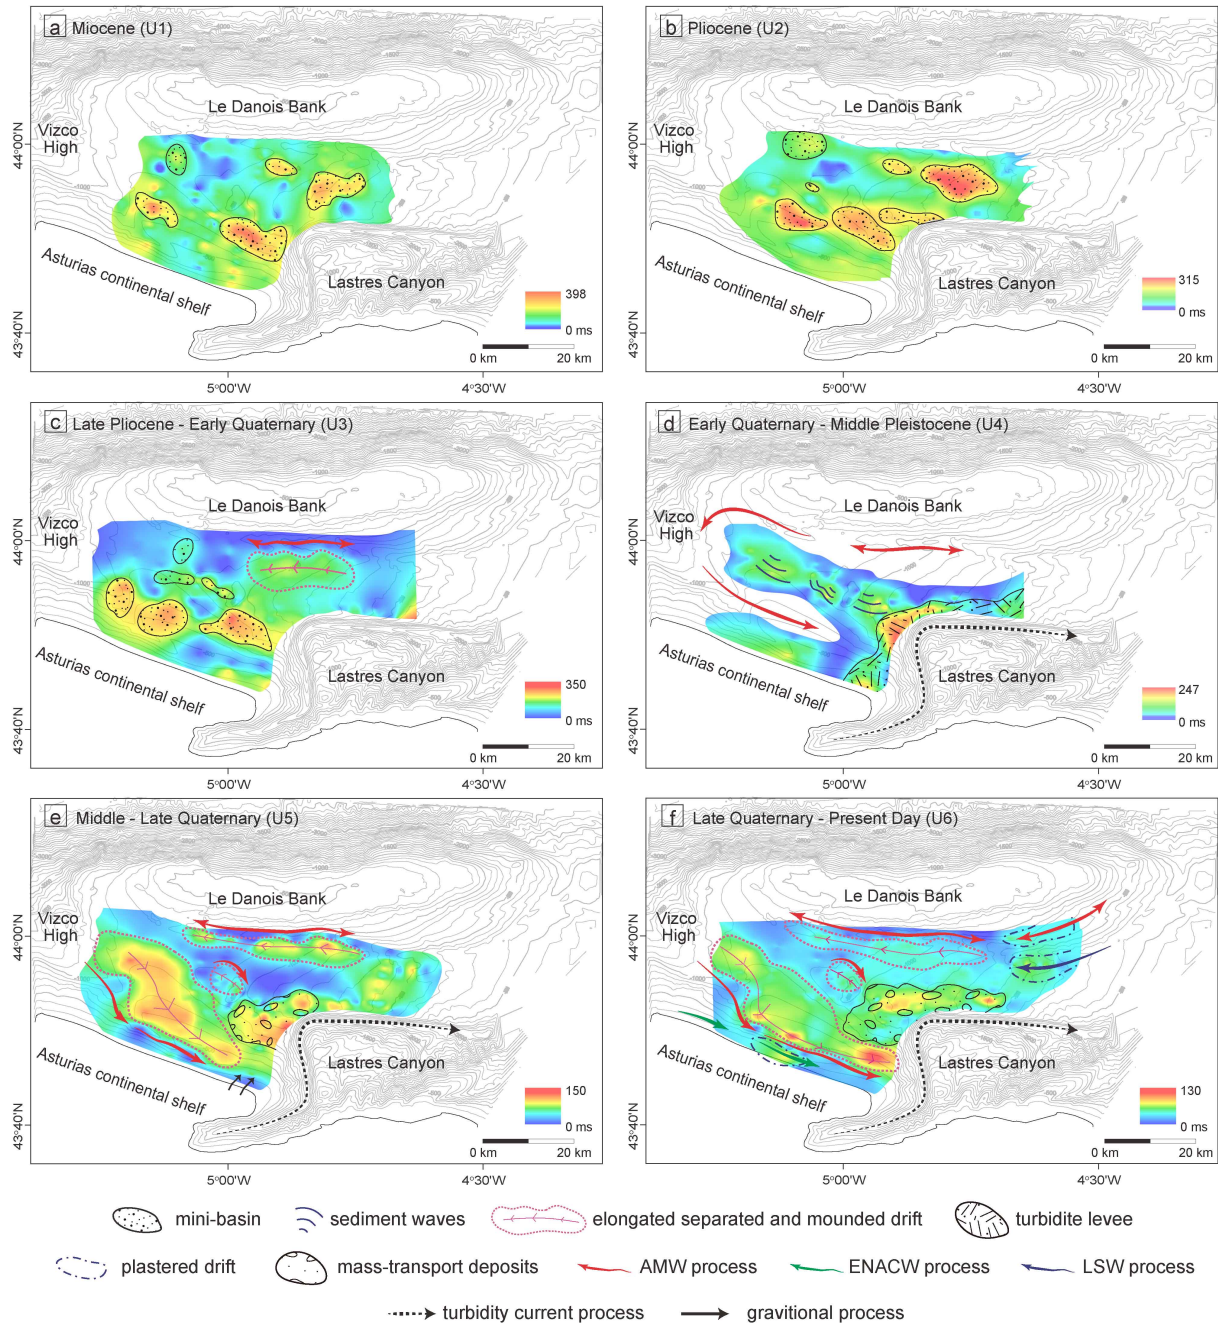 a Miocene (U1)
Le Danois Bank
Vizco
High
44°00'N
Asturias continental shelf
Lastres Canyon
398
0 ms
43°40'N
0 km 20 km
5°00'W 4°30'W
b Pliocene (U2)
Le Danois Bank
Vizco
High
44°00'N
Asturias continental shelf
Lastres Canyon
315
0 ms
43°40'N
0 km 20 km
5°00'W 4°30'W
c Late Pliocene - Early Quaternary (U3)
Le Danois Bank
Vizco
High
44°00'N
Asturias continental shelf
Lastres Canyon
350
0 ms
43°40'N
0 km 20 km
5°00'W 4°30'W
d Early Quaternary - Middle Pleistocene (U4)
Le Danois Bank
Vizco
High
44°00'N
Asturias continental shelf
Lastres Canyon
247
0 ms
43°40'N
0 km 20 km
5°00'W 4°30'W
e Middle - Late Quaternary (U5)
Le Danois Bank
Vizco
High
44°00'N
Asturias continental shelf
Lastres Canyon
150
0 ms
43°40'N
0 km 20 km
5°00'W 4°30'W
f Late Quaternary - Present Day (U6)
Le Danois Bank
Vizco
High
44°00'N
Asturias continental shelf
Lastres Canyon
130
0 ms
43°40'N
0 km 20 km
5°00'W 4°30'W
mini-basin sediment waves elongated separated and mounded drift turbidite levee
plastered drift mass-transport deposits AMW process ENACW process LSW process
turbidity current process gravitional process